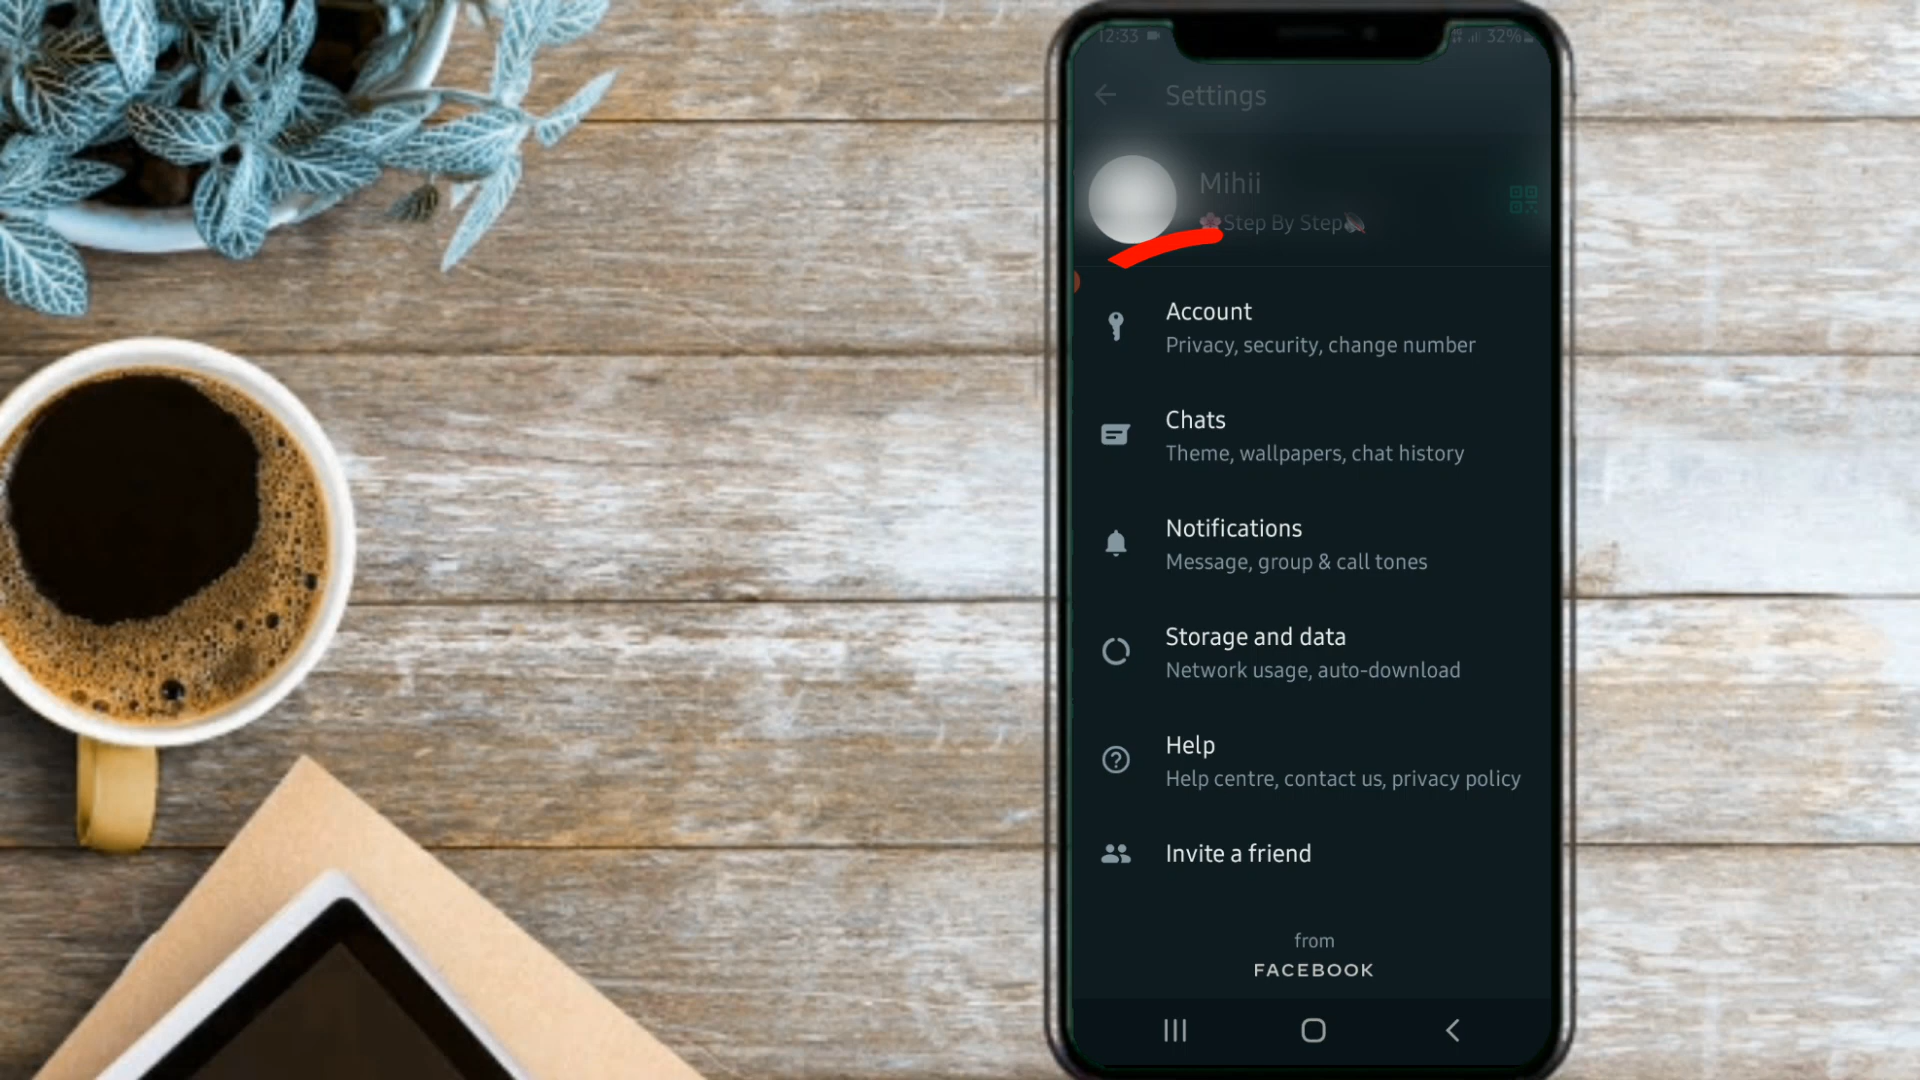 12:33
32%
Settings
Mihii
🌸Step By Step🍂
Account
Privacy, security, change number
Chats
Theme, wallpapers, chat history
Notifications
Message, group & call tones
Storage and data
Network usage, auto-download
Help
Help centre, contact us, privacy policy
Invite a friend
from
FACEBOOK